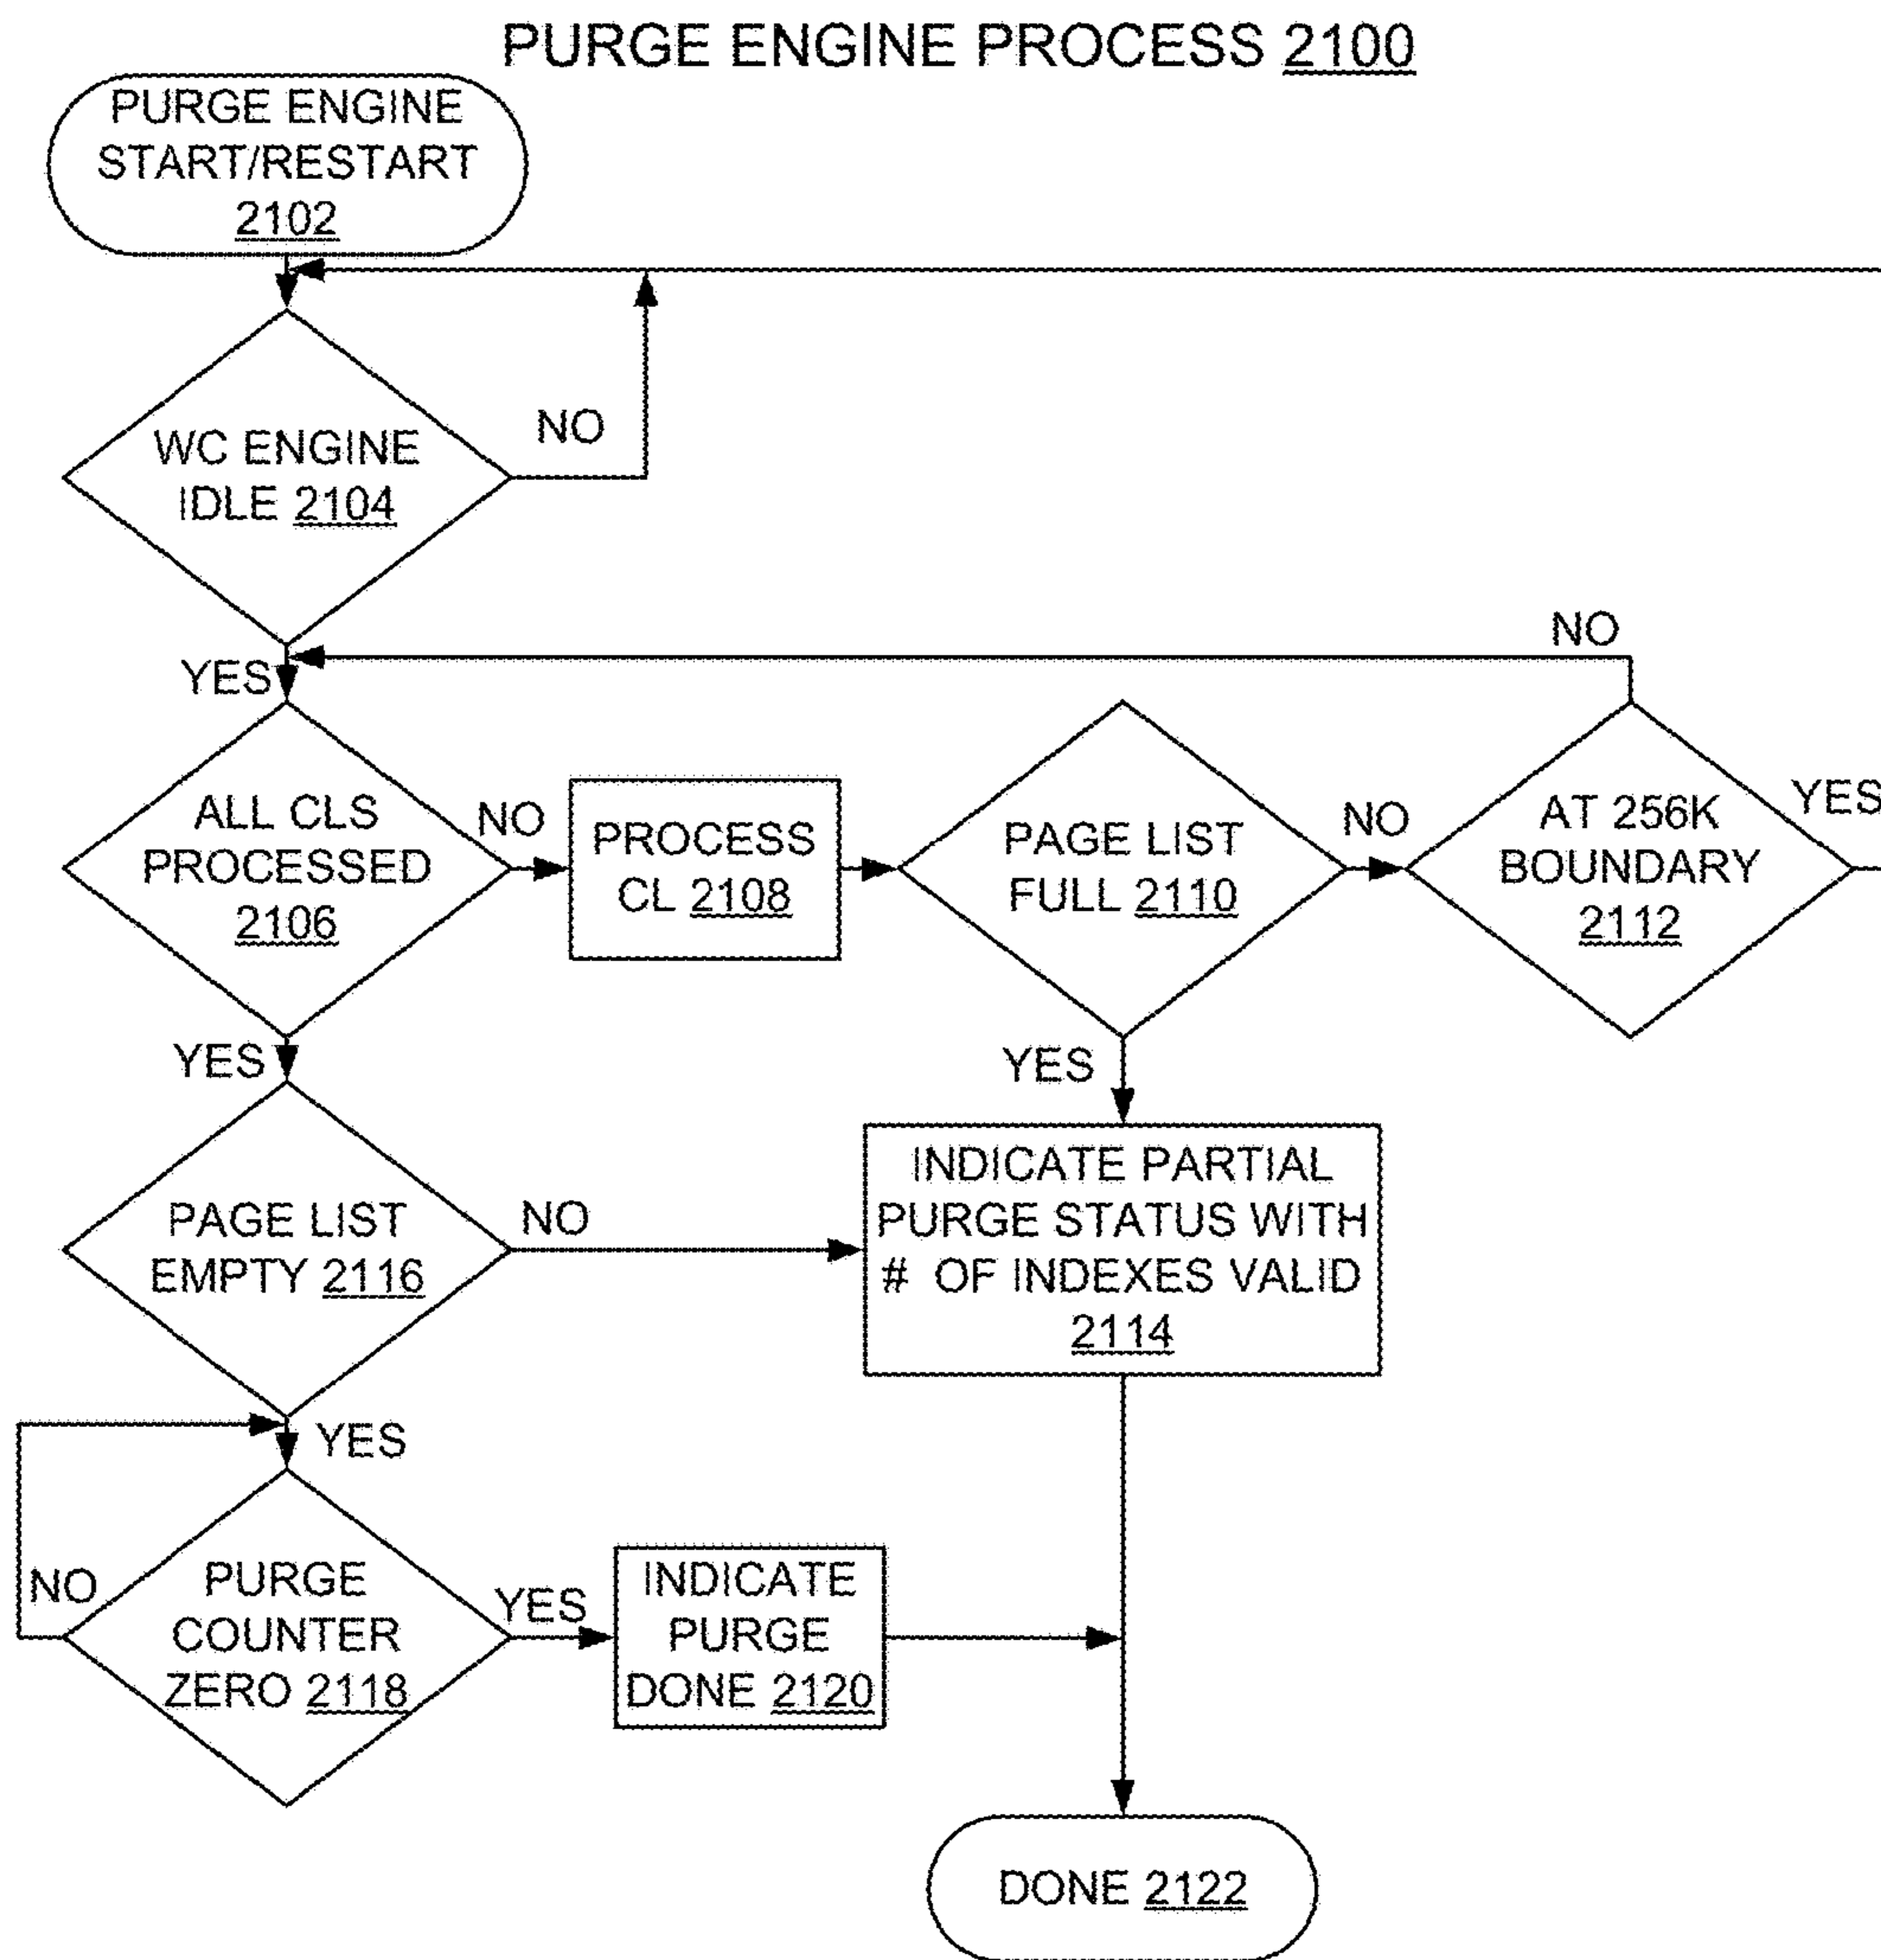 PURGE ENGINE PROCESS 2100
PURGE ENGINE
START/RESTART
2102
WC ENGINE
IDLE 2104
NO
YES
NO
ALL CLS
PROCESSED
2106
NO
PROCESS
CL 2108
PAGE LIST
FULL 2110
NO
AT 256K
BOUNDARY
2112
YES
YES
YES
PAGE LIST
EMPTY 2116
NO
INDICATE PARTIAL
PURGE STATUS WITH
# OF INDEXES VALID
2114
YES
NO
PURGE
COUNTER
ZERO 2118
YES
INDICATE
PURGE
DONE 2120
DONE 2122